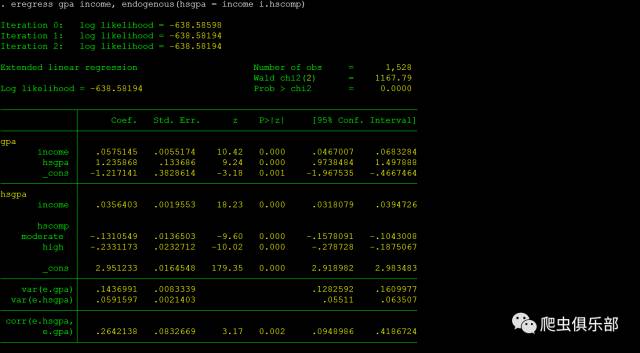 . eregress gpa income, endogenous(hsgpa = income i.hscomp)
Iteration 0: log likelihood = -638.58598
Iteration 1: log likelihood = -638.58194
Iteration 2: log likelihood = -638.58194
Extended linear regression Number of obs = 1,528
Wald chi2(2) = 1167.79
Log likelihood = -638.58194 Prob > chi2 = 0.0000
Coef. Std. Err. z P>|z| [95% Conf. Interval]
gpa
income .0575145 .0055174 10.42 0.000 .0467007 .0683284
hsgpa 1.235868 .133686 9.24 0.000 .9738484 1.497888
_cons -1.217141 .3828614 -3.18 0.001 -1.967535 -.4667464
hsgpa
income .0356403 .0019553 18.23 0.000 .0318079 .0394726
hscomp
moderate -.1310549 .0136503 -9.60 0.000 -.1578091 -.1043008
high -.2331173 .0232712 -10.02 0.000 -.278728 -.1875067
_cons 2.951233 .0164548 179.35 0.000 2.918982 2.983483
var(e.gpa) .1436991 .0083339 .1282592 .1609977
var(e.hsgpa) .0591597 .0021403 .05511 .063507
corr(e.hsgpa,
e.gpa) .2642138 .0832669 3.17 0.002 .0948986 .4186724
爬虫俱乐部